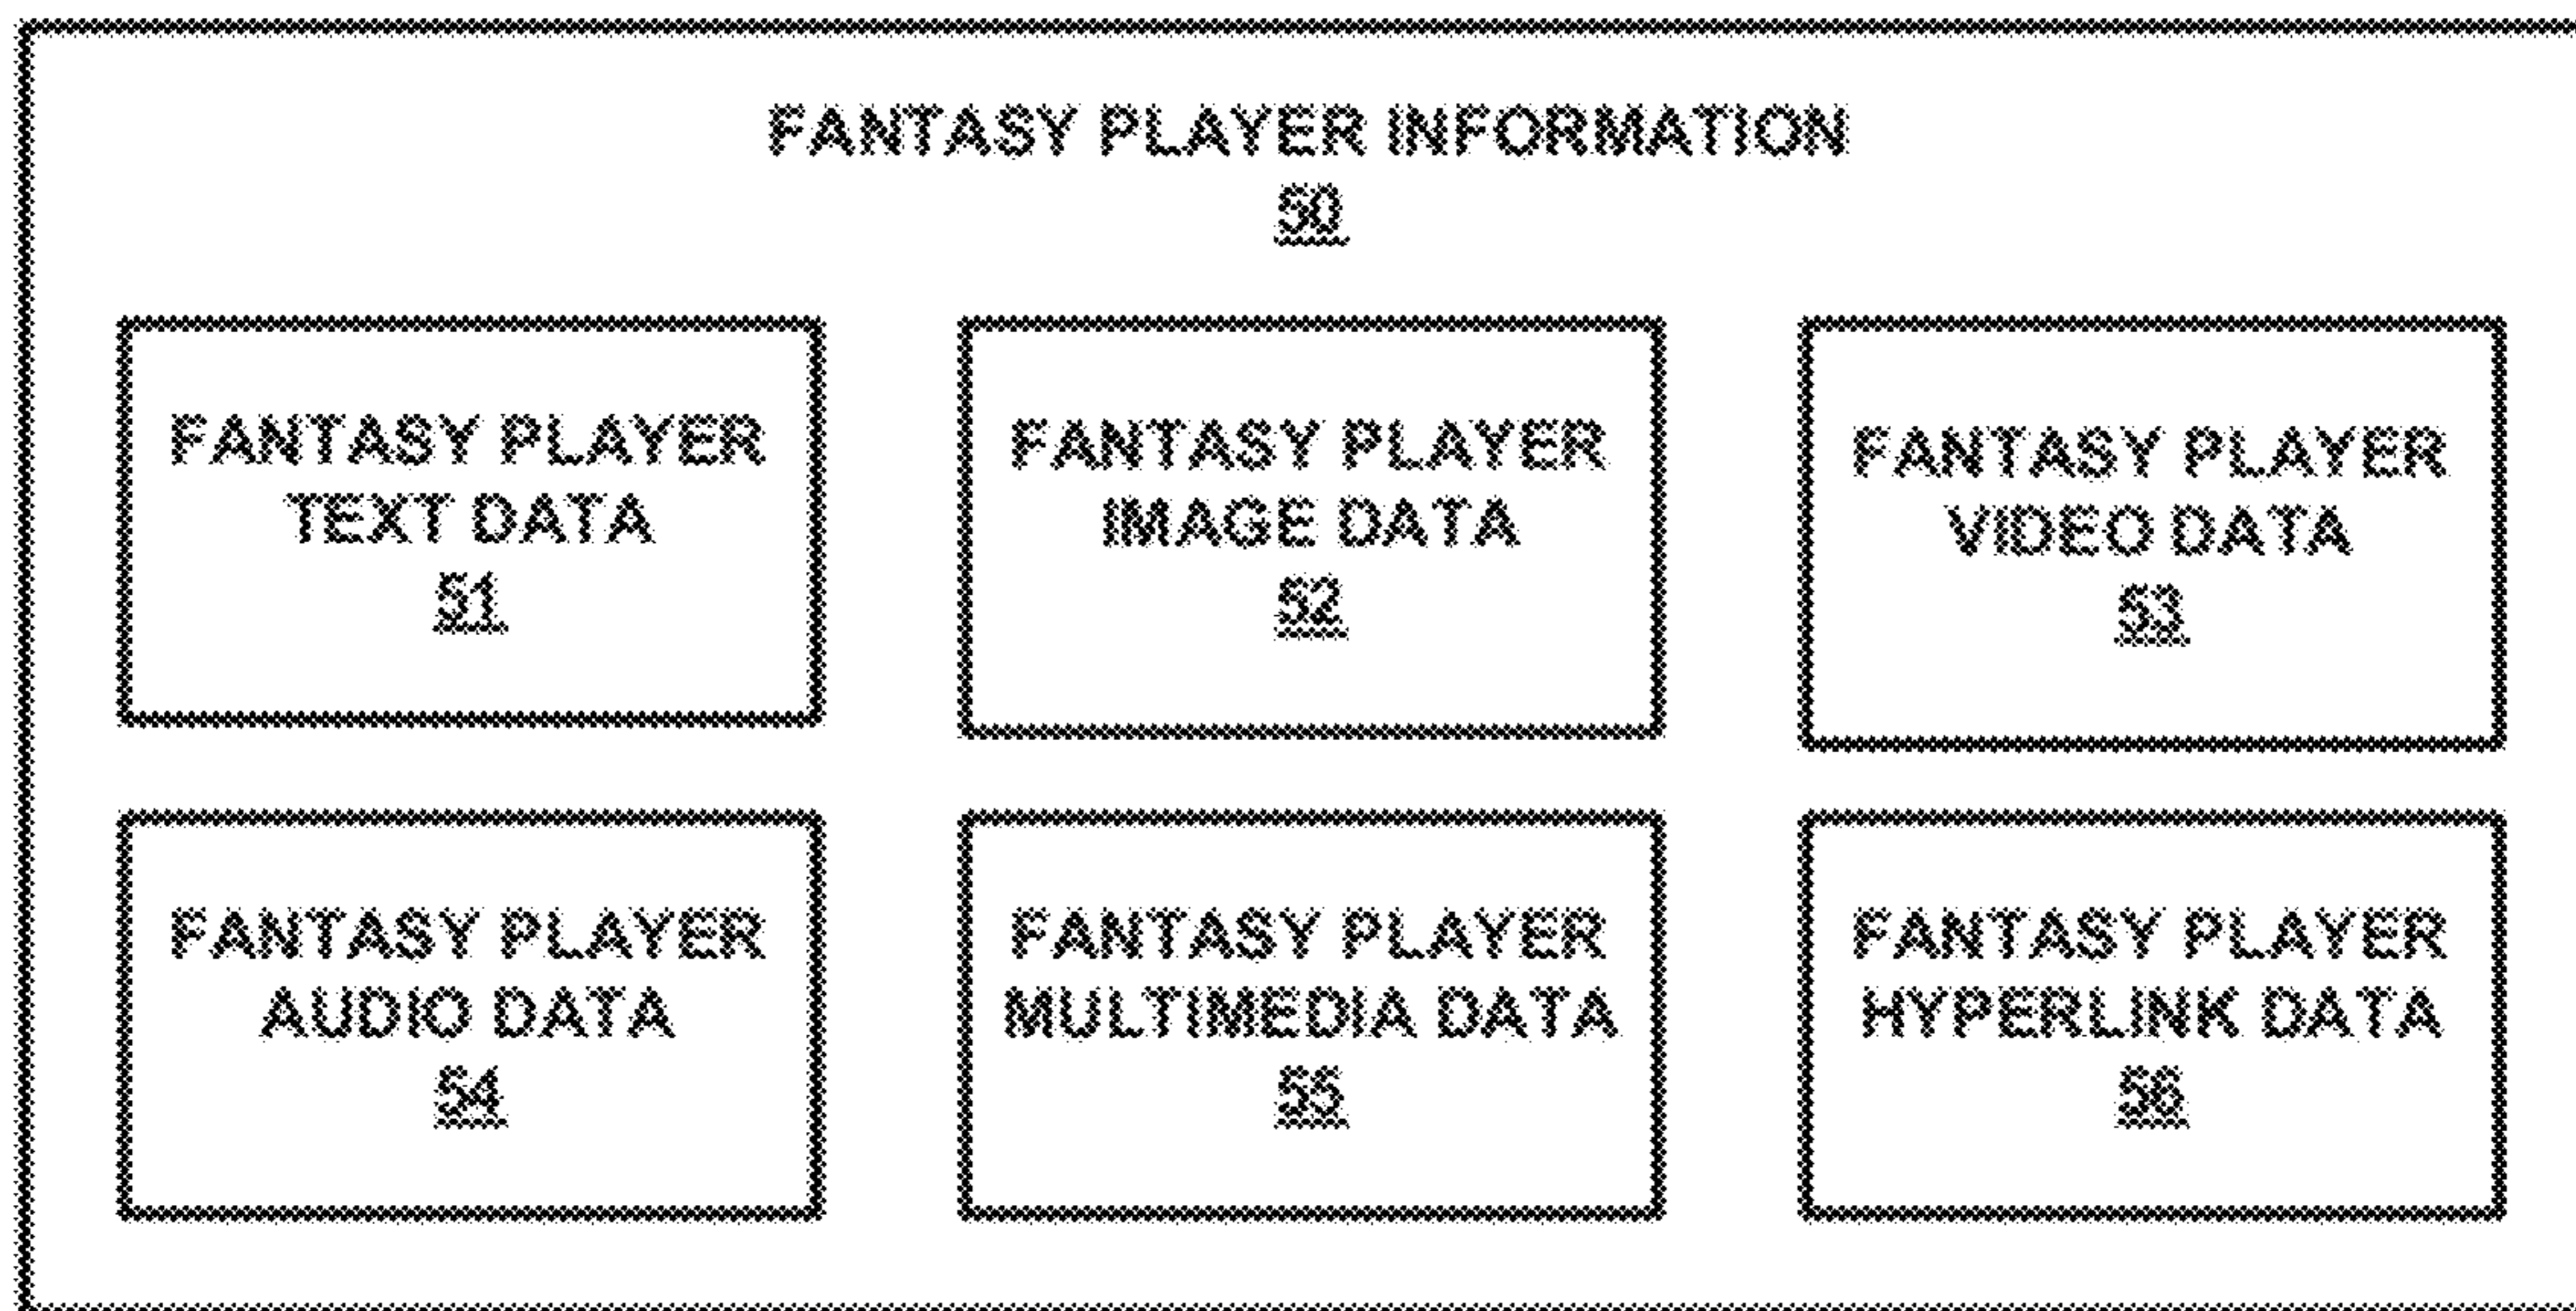 FANTASY PLAYER INFORMATION
50
FANTASY PLAYER
TEXT DATA
51
FANTASY PLAYER
IMAGE DATA
52
FANTASY PLAYER
VIDEO DATA
53
FANTASY PLAYER
AUDIO DATA
54
FANTASY PLAYER
MULTIMEDIA DATA
55
FANTASY PLAYER
HYPERLINK DATA
56